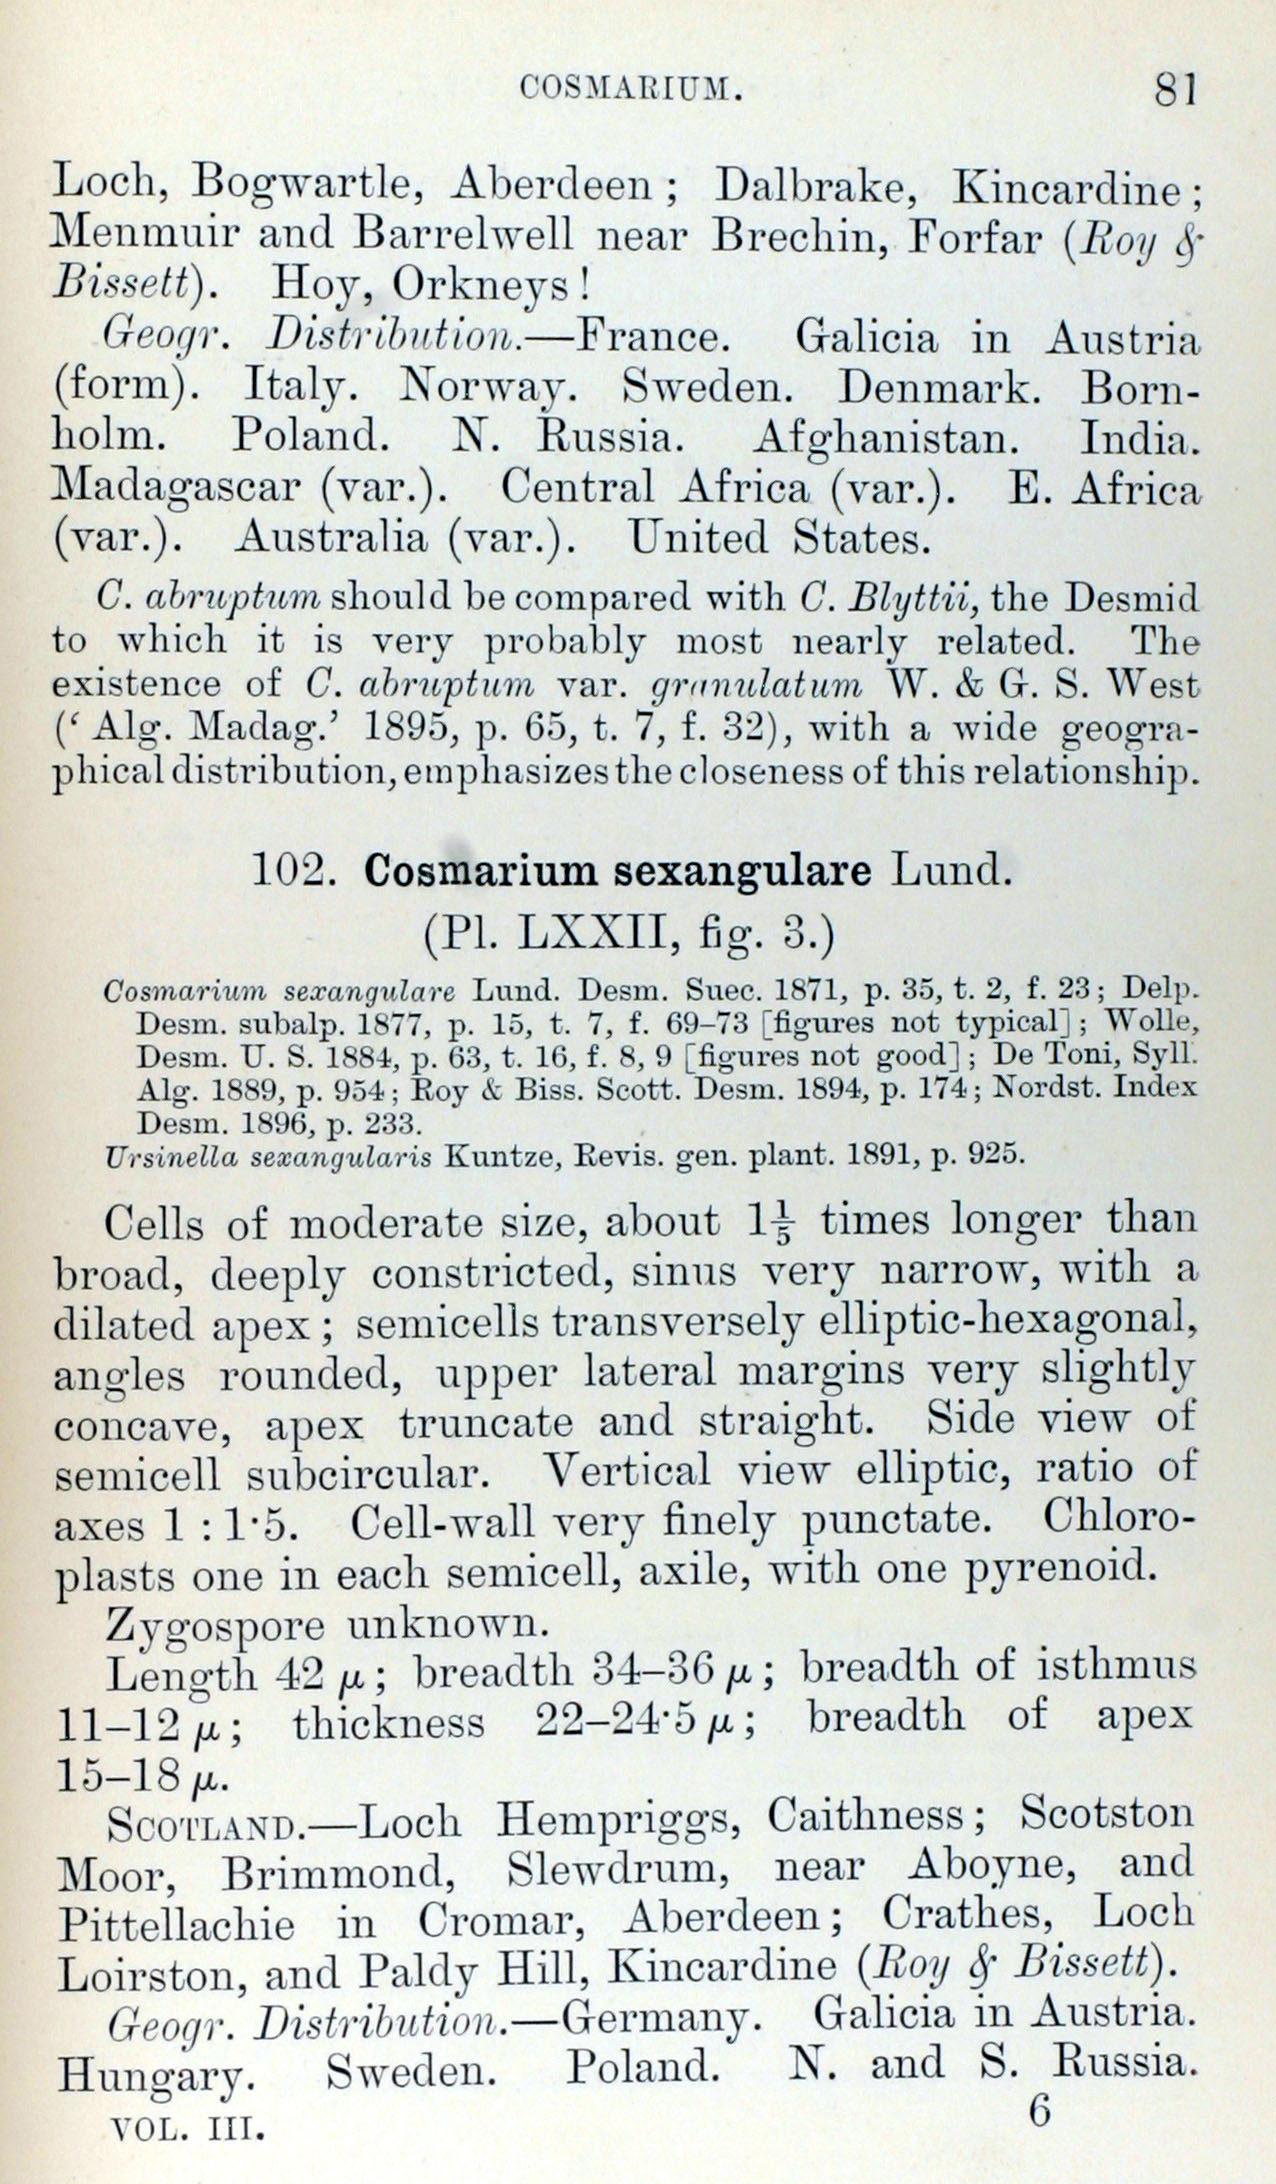 COSMARIUM. 81
Loch, Bogwartle, Aberdeen; Dalbrake, Kincardine;
Menmuir and Barrelwell near Brechin, Forfar (Roy &
Bissett). Hoy, Orkneys!
Geogr. Distribution.—France. Galicia in Austria
(form). Italy. Norway. Sweden. Denmark. Born-
holm. Poland. N. Russia. Afghanistan. India.
Madagascar (var.). Central Africa (var.). E. Africa
(var.). Australia (var.). United States.
C. abruptum should be compared with C. Blyttii, the Desmid
to which it is very probably most nearly related. The
existence of C. abruptum var. granulatum W. & G. S. West
(‘Alg. Madag.’ 1895, p. 65, t. 7, f. 32), with a wide geogra-
phical distribution, emphasizes the closeness of this relationship.
102. Cosmarium sexangulare Lund.
(Pl. LXXII, fig. 3.)
Cosmarium sexangulare Lund. Desm. Suec. 1871, p. 35, t. 2, f. 23; Delp.
Desm. subalp. 1877, p. 15, t. 7, f. 69–73 [figures not typical]; Wolle,
Desm. U. S. 1884, p. 63, t. 16, f. 8, 9 [figures not good]; De Toni, Syll.
Alg. 1889, p. 954; Roy & Biss. Scott. Desm. 1894, p. 174; Nordst. Index
Desm. 1896, p. 233.
Ursinella sexangularis Kuntze, Revis. gen. plant. 1891, p. 925.
Cells of moderate size, about 1⅕ times longer than
broad, deeply constricted, sinus very narrow, with a
dilated apex; semicells transversely elliptic-hexagonal,
angles rounded, upper lateral margins very slightly
concave, apex truncate and straight. Side view of
semicell subcircular. Vertical view elliptic, ratio of
axes 1 : 1·5. Cell-wall very finely punctate. Chloro-
plasts one in each semicell, axile, with one pyrenoid.
Zygospore unknown.
Length 42 μ; breadth 34–36 μ; breadth of isthmus
11–12 μ; thickness 22–24·5 μ; breadth of apex
15–18 μ.
SCOTLAND.—Loch Hempriggs, Caithness; Scotston
Moor, Brimmond, Slewdrum, near Aboyne, and
Pittellachie in Cromar, Aberdeen; Crathes, Loch
Loirston, and Paldy Hill, Kincardine (Roy & Bissett).
Geogr. Distribution.—Germany. Galicia in Austria.
Hungary. Sweden. Poland. N. and S. Russia.
VOL. III. 6